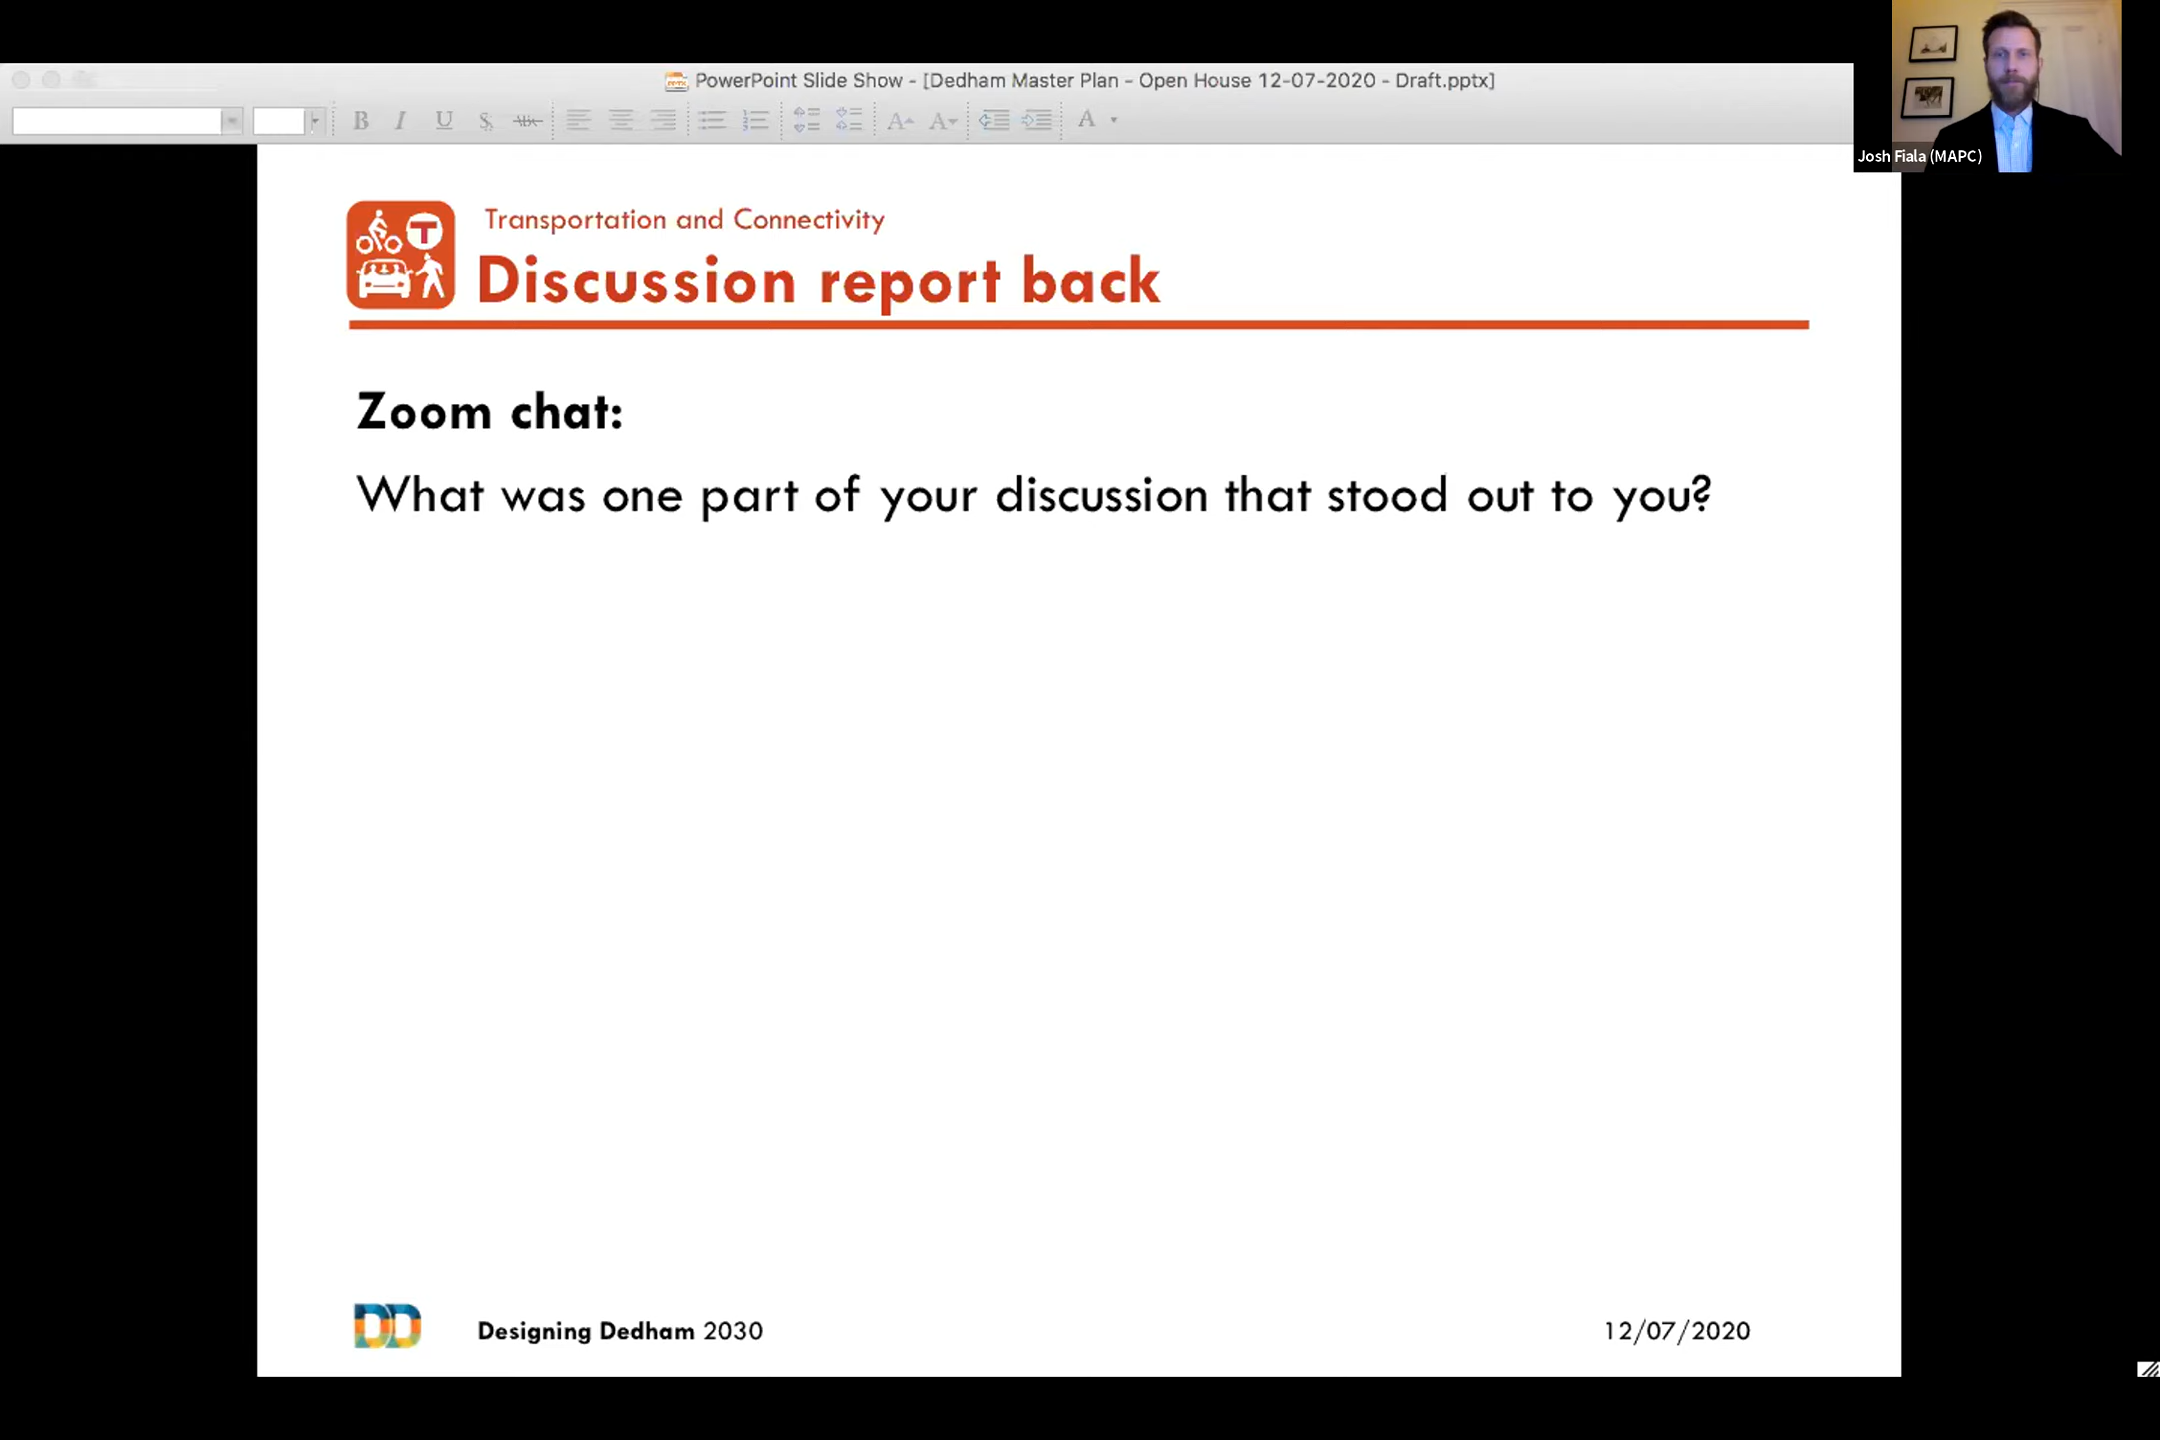 PowerPoint Slide Show - [Dedham Master Plan - Open House 12-07-2020 - Draft.pptx]
B I U S abc A A A
Josh Fiala (MAPC)
T
Transportation and Connectivity
Discussion report back
Zoom chat:
What was one part of your discussion that stood out to you?
DD
Designing Dedham 2030
12/07/2020